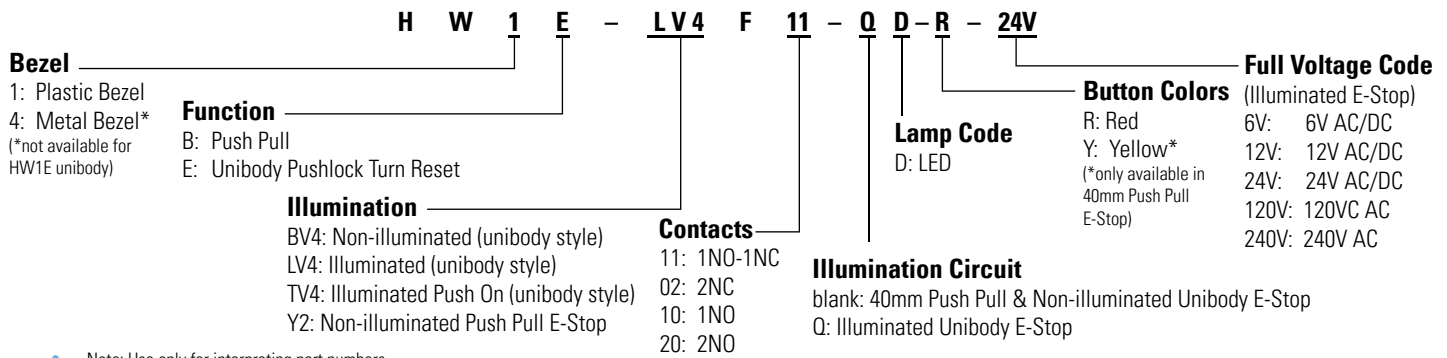 H W 1 E – LV4 F 11 – Q D – R – 24V
Bezel
1: Plastic Bezel
4: Metal Bezel*
(*not available for
HW1E unibody)
Function
B: Push Pull
E: Unibody Pushlock Turn Reset
Illumination
BV4: Non-illuminated (unibody style)
LV4: Illuminated (unibody style)
TV4: Illuminated Push On (unibody style)
Y2: Non-illuminated Push Pull E-Stop
Contacts
11: 1NO-1NC
02: 2NC
10: 1NO
20: 2NO
Illumination Circuit
blank: 40mm Push Pull & Non-illuminated Unibody E-Stop
Q: Illuminated Unibody E-Stop
Lamp Code
D: LED
Button Colors
R: Red
Y: Yellow*
(*only available in
40mm Push Pull
E-Stop)
Full Voltage Code
(Illuminated E-Stop)
6V: 6V AC/DC
12V: 12V AC/DC
24V: 24V AC/DC
120V: 120VC AC
240V: 240V AC